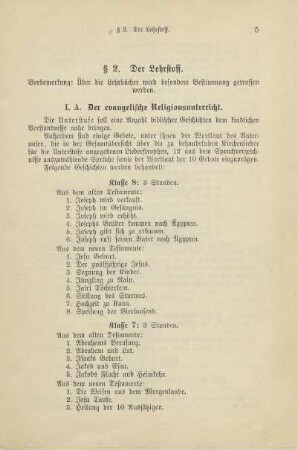 § 2. Der Lehrstoff. 5
§ 2. Der Lehrstoff.
Vorbemerkung: Über die Lehrbücher wird besondere Bestimmung getroffen
werden.
I. A. Der evangelische Religionsunterricht.
Die Unterstufe soll eine Anzahl biblischer Geschichten dem kindlichen
Verständnisse nahe bringen.
Außerdem sind einige Gebete, unter ihnen der Wortlaut des Vater-
unser, die in der Gesamtübersicht über die zu behandelnden Kirchenlieder
für die Unterstufe angegebenen Liederstrophen, 12 aus dem Spruchverzeich-
nisse auszuwählende Sprüche sowie der Wortlaut der 10 Gebote einzuprägen.
Folgende Geschichten werden behandelt:
Klasse 8: 3 Stunden.
Aus dem alten Testamente:
1. Joseph wird verkauft.
2. Joseph im Gefängnis.
3. Joseph wird erhöht.
4. Josephs Brüder kommen nach Ägypten.
5. Joseph gibt sich zu erkennen.
6. Joseph ruft seinen Vater nach Ägypten.
Aus dem neuen Testamente:
1. Jesu Geburt.
2. Der zwölfjährige Jesus.
3. Segnung der Kinder.
4. Jüngling zu Nain.
5. Jairi Töchterlein.
6. Stillung des Sturmes.
7. Hochzeit zu Kana.
8. Speisung der Viertausend.
Klasse 7: 3 Stunden.
Aus dem alten Testamente:
1. Abrahams Berufung.
2. Abraham und Lot.
3. Isaaks Geburt.
4. Jakob und Esau.
5. Jakobs Flucht und Heimkehr.
Aus dem neuen Testamente:
1. Die Weisen aus dem Morgenlande.
2. Jesu Taufe.
3. Heilung der 10 Aussätzigen.